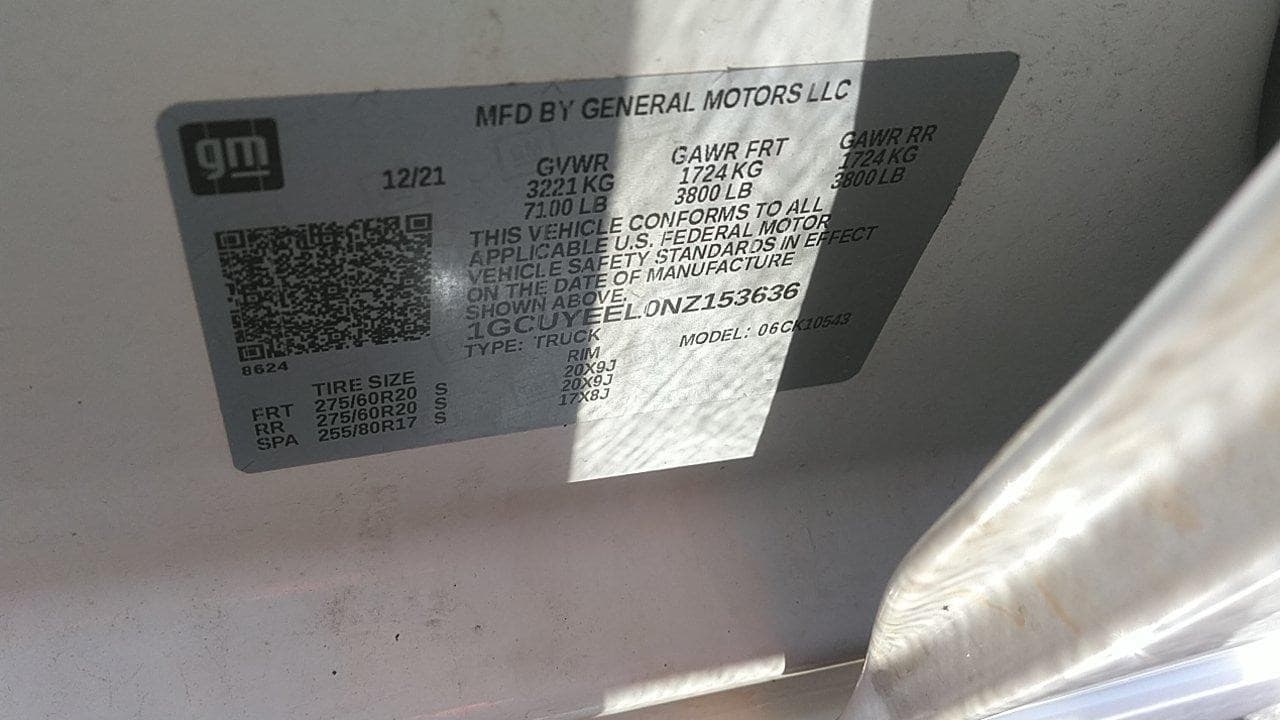 MFD BY GENERAL MOTORS LLC
gm
12/21
GVWR GAWR FRT GAWR RR
3221 KG 1724 KG 1724 KG
7100 LB 3800 LB 3800 LB
THIS VEHICLE CONFORMS TO ALL
APPLICABLE U.S. FEDERAL MOTOR
VEHICLE SAFETY STANDARDS IN EFFECT
ON THE DATE OF MANUFACTURE
SHOWN ABOVE.
1GCUYEEL0NZ153636
TYPE: TRUCK MODEL: 06CK10543
8624
TIRE SIZE RIM
FRT 275/60R20 S 20X9J
RR 275/60R20 S 20X9J
SPA 255/80R17 S 17X8J